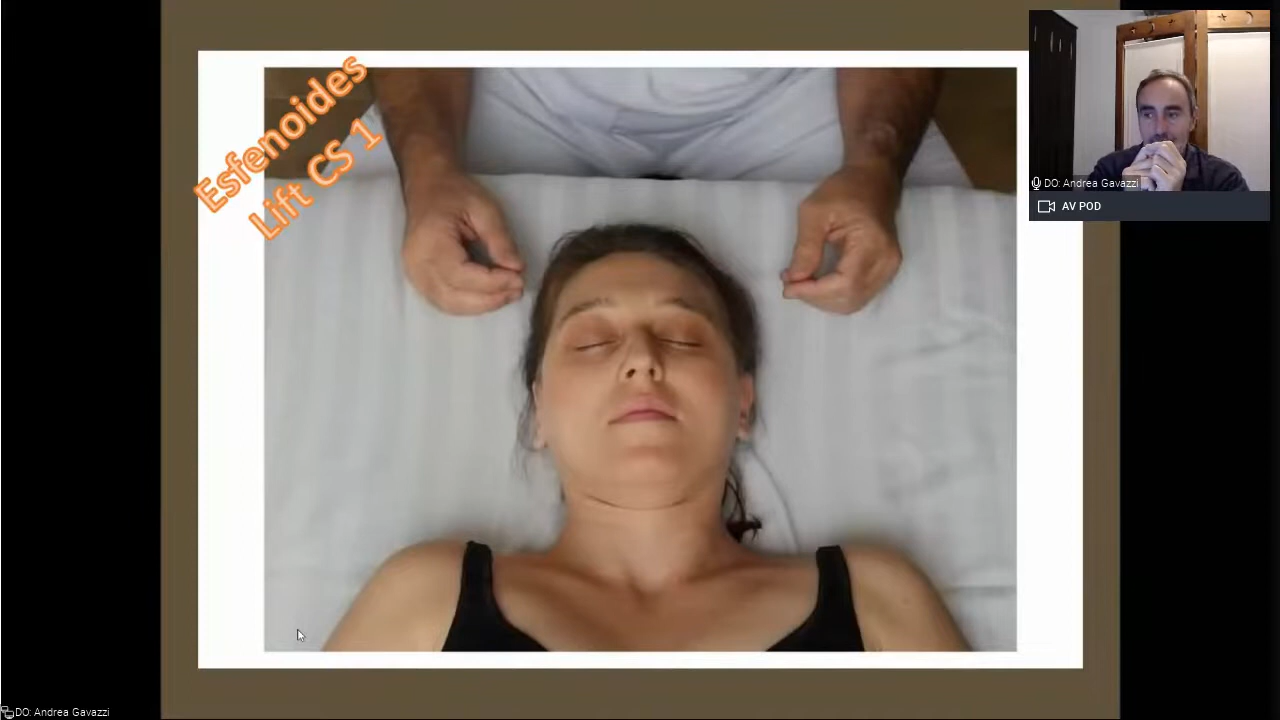 Esfenoides
Lift CS 1
DO: Andrea Gavazzi
AV POD
DO: Andrea Gavazzi